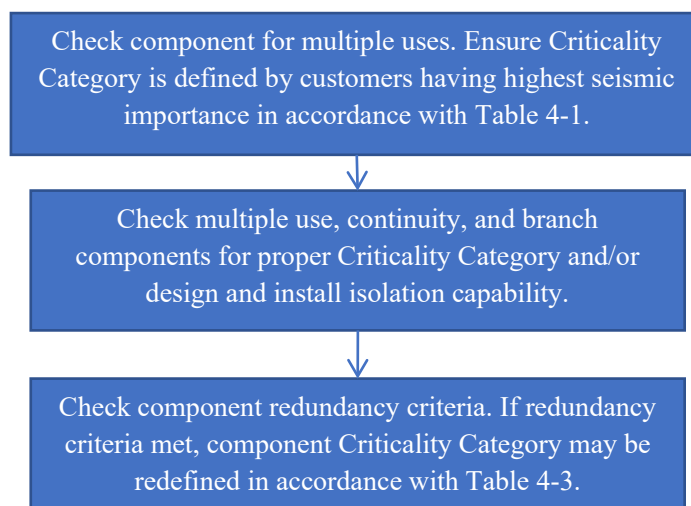 Check component for multiple uses. Ensure Criticality
Category is defined by customers having highest seismic
importance in accordance with Table 4-1.
Check multiple use, continuity, and branch
components for proper Criticality Category and/or
design and install isolation capability.
Check component redundancy criteria. If redundancy
criteria met, component Criticality Category may be
redefined in accordance with Table 4-3.